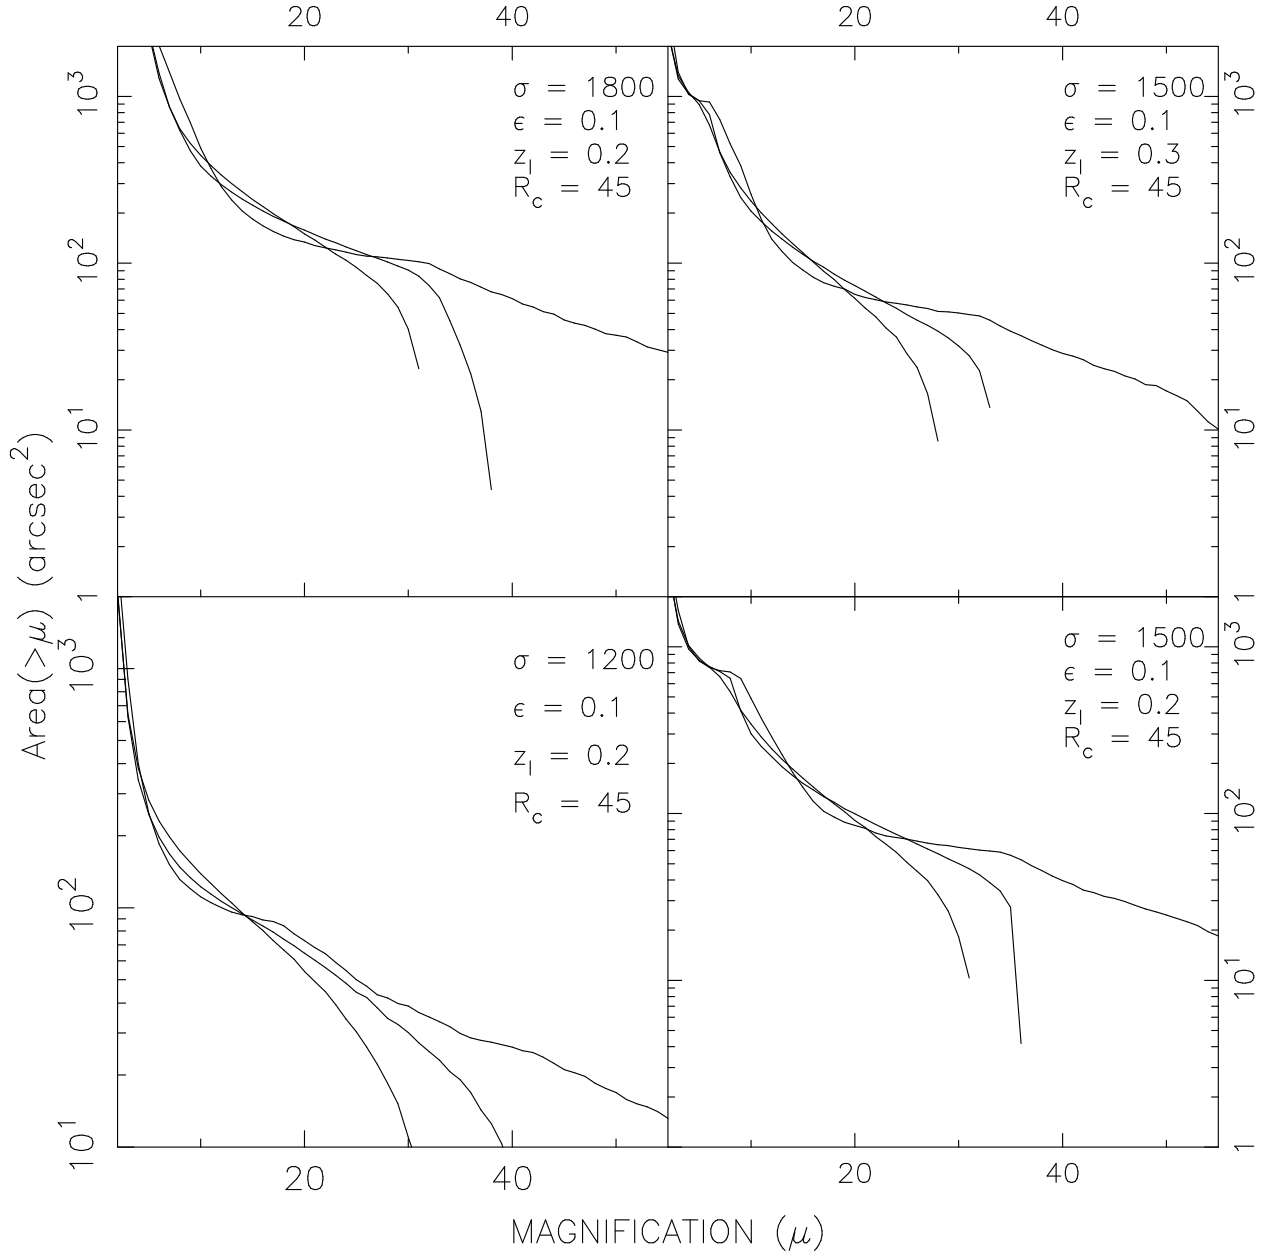 20 40 20 40
10^3
10^2
10^1
1
σ = 1800
ϵ = 0.1
z_l = 0.2
R_c = 45
σ = 1500
ϵ = 0.1
z_l = 0.3
R_c = 45
10^3
10^2
10^1
1
Area(>μ) (arcsec^2)
10^3
10^2
10^1
σ = 1200
ϵ = 0.1
z_l = 0.2
R_c = 45
σ = 1500
ϵ = 0.1
z_l = 0.2
R_c = 45
10^3
10^2
10^1
1
20 40 20 40
MAGNIFICATION (μ)